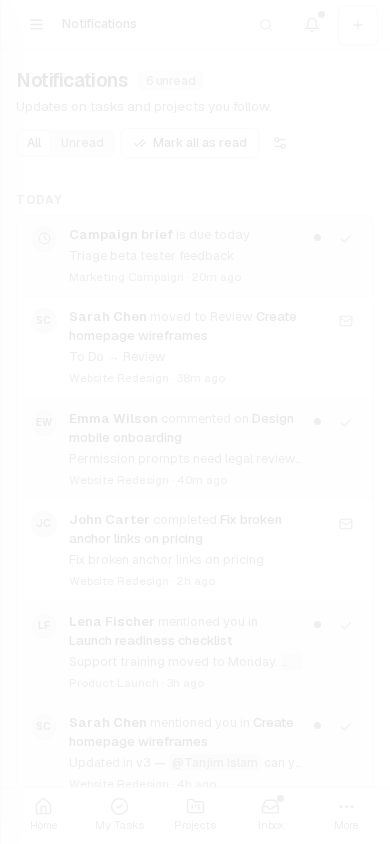 Notifications
Notifications 6 unread
Updates on tasks and projects you follow.
All Unread Mark all as read
TODAY
Campaign brief is due today
Triage beta tester feedback
Marketing Campaign · 20m ago
SC Sarah Chen moved to Review Create
homepage wireframes
To Do → Review
Website Redesign · 38m ago
EW Emma Wilson commented on Design
mobile onboarding
Permission prompts need legal review...
Website Redesign · 40m ago
JC John Carter completed Fix broken
anchor links on pricing
Fix broken anchor links on pricing
Website Redesign · 2h ago
LF Lena Fischer mentioned you in
Launch readiness checklist
Support training moved to Monday. ...
Product Launch · 3h ago
SC Sarah Chen mentioned you in Create
homepage wireframes
Updated in v3 — @Tanjim Islam can y...
Website Redesign · 4h ago
Home My Tasks Projects Inbox More